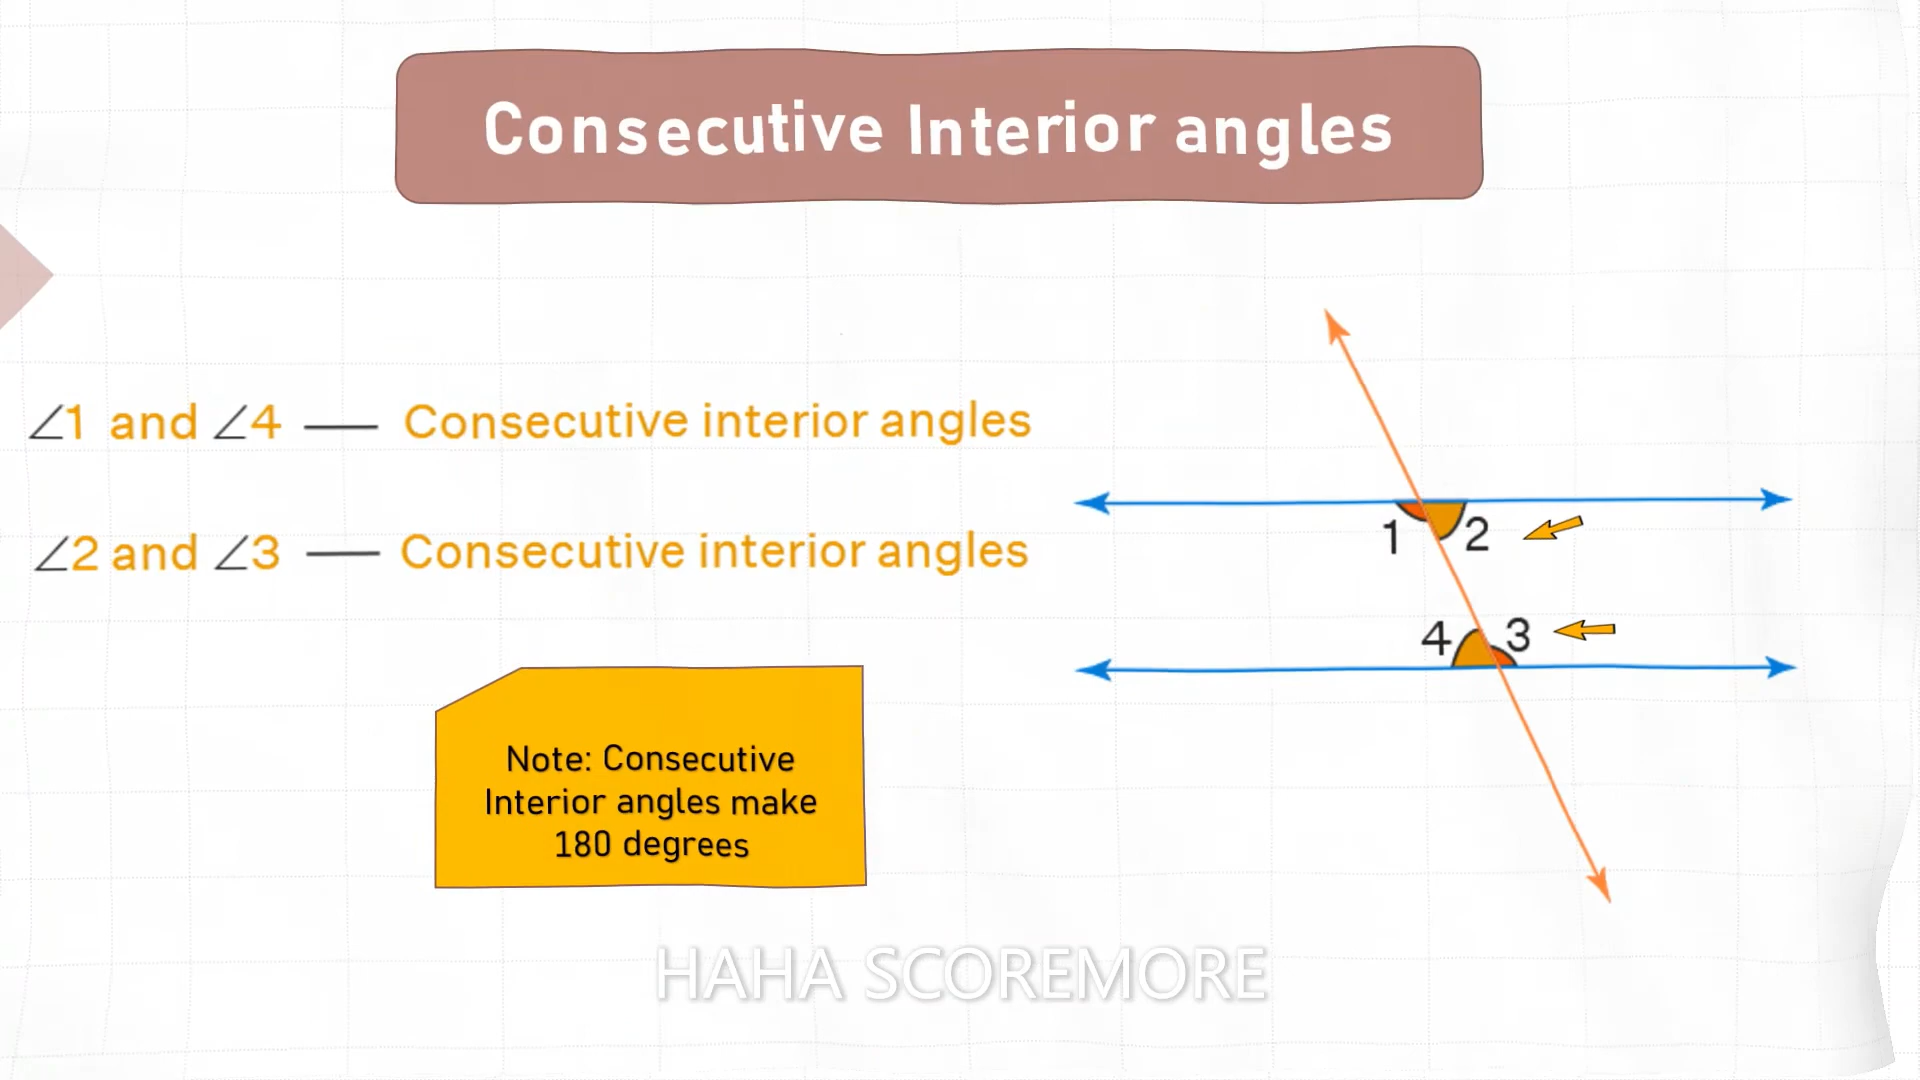 Consecutive Interior angles
∠1 and ∠4 — Consecutive interior angles
∠2 and ∠3 — Consecutive interior angles
1 2
4 3
Note: Consecutive
Interior angles make
180 degrees
HAHA SCOREMORE